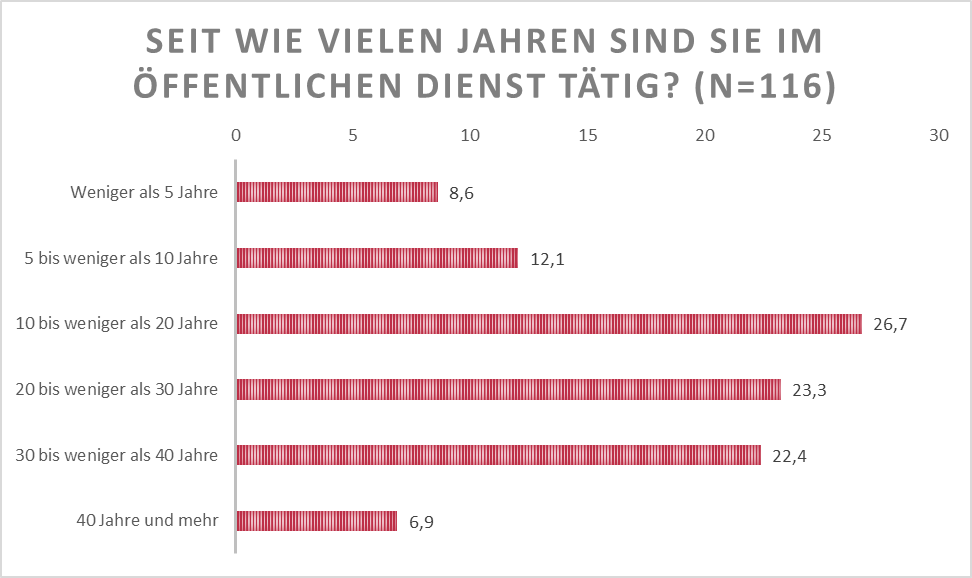 SEIT WIE VIELEN JAHREN SIND SIE IM
ÖFFENTLICHEN DIENST TÄTIG? (N=116)
0 5 10 15 20 25 30
Weniger als 5 Jahre 8,6
5 bis weniger als 10 Jahre 12,1
10 bis weniger als 20 Jahre 26,7
20 bis weniger als 30 Jahre 23,3
30 bis weniger als 40 Jahre 22,4
40 Jahre und mehr 6,9